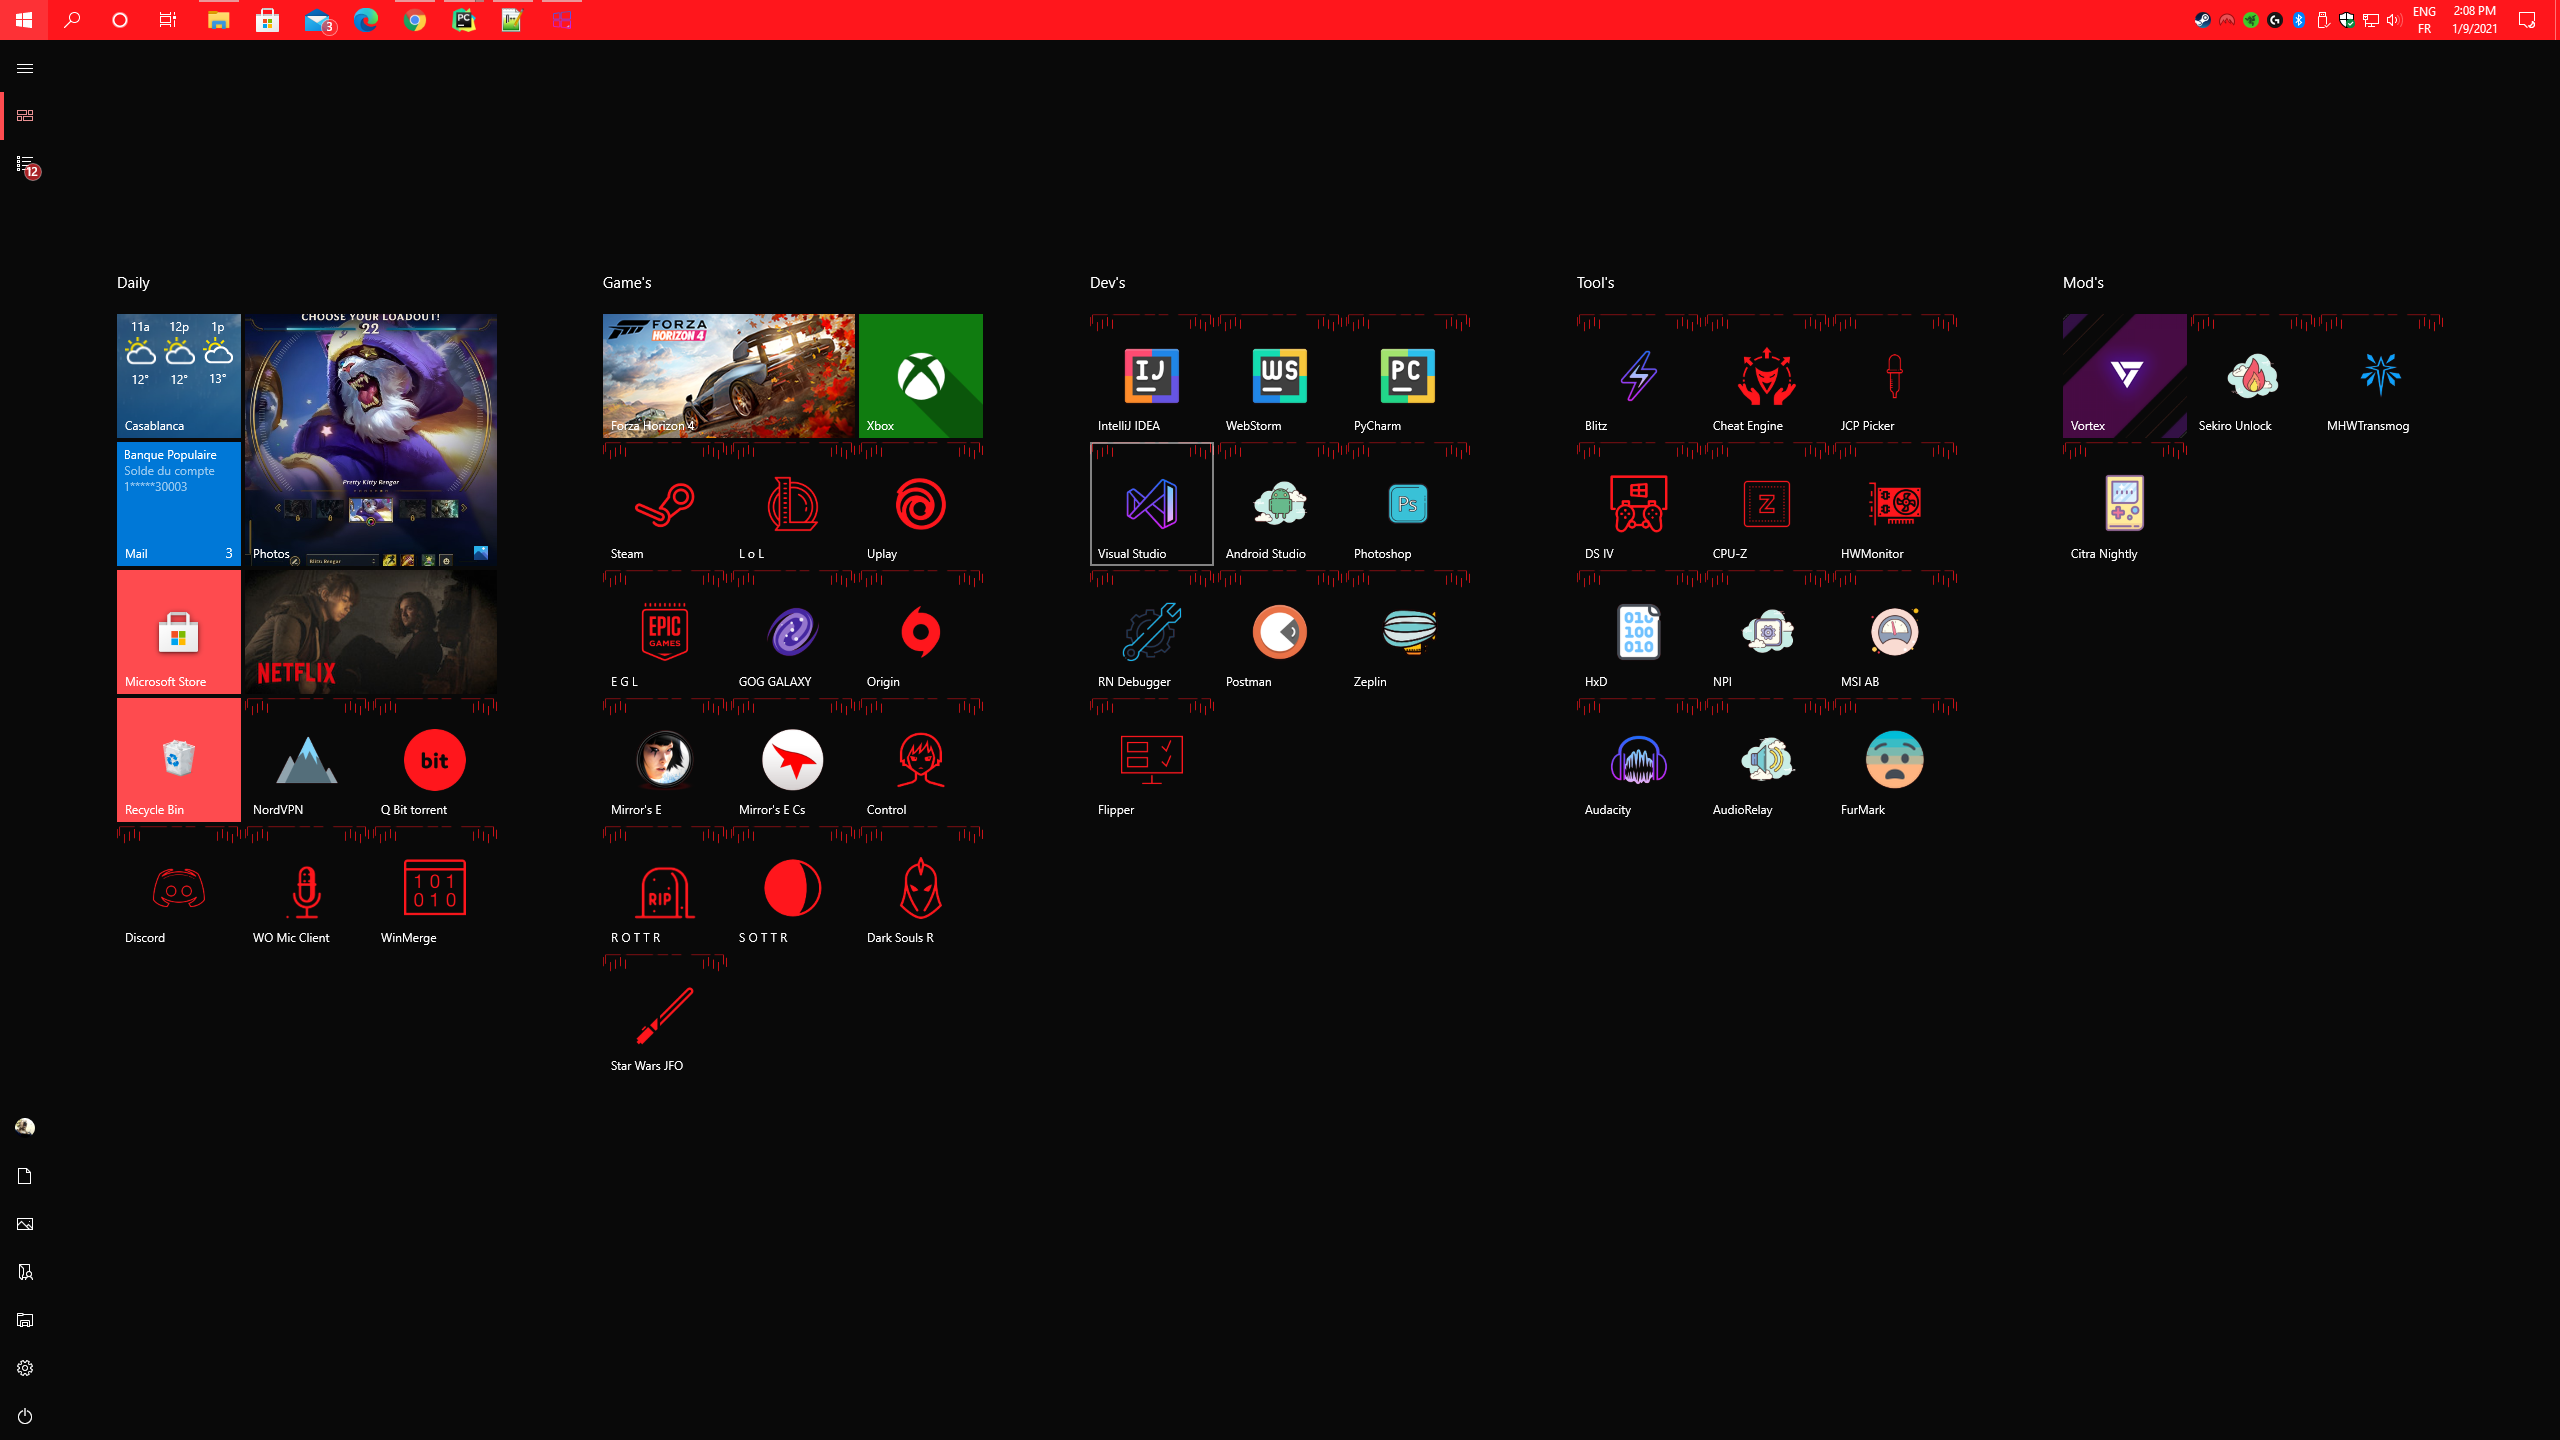 3
ENG
FR
2:08 PM
1/9/2021
12
Daily
Game's
Dev's
Tool's
Mod's
11a 12p 1p
12° 12° 13°
Casablanca
CHOOSE YOUR LOADOUT!
22
Pretty Kitty Rengar
Photos
Banque Populaire
Solde du compte
1*****30003
Mail 3
Microsoft Store
NETFLIX
Recycle Bin
NordVPN
bit
Q Bit torrent
Discord
WO Mic Client
101
010
WinMerge
FORZA
HORIZON 4
Forza Horizon 4
Xbox
Steam
L o L
Uplay
EPIC
GAMES
E G L
GOG GALAXY
Origin
Mirror's E
Mirror's E Cs
Control
RIP
R O T T R
S O T T R
Dark Souls R
Star Wars JFO
IJ
IntelliJ IDEA
WS
WebStorm
PC
PyCharm
Visual Studio
Android Studio
Ps
Photoshop
RN Debugger
Postman
Zeplin
Flipper
Blitz
Cheat Engine
JCP Picker
DS IV
Z
CPU-Z
HWMonitor
010
100
010
HxD
NPI
MSI AB
Audacity
AudioRelay
FurMark
Vortex
Sekiro Unlock
MHWTransmog
Citra Nightly